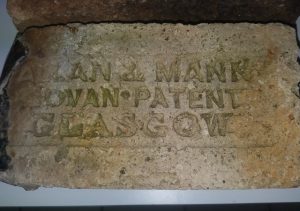 ALLAN & MANN
GOVAN • PATENT
GLASGOW